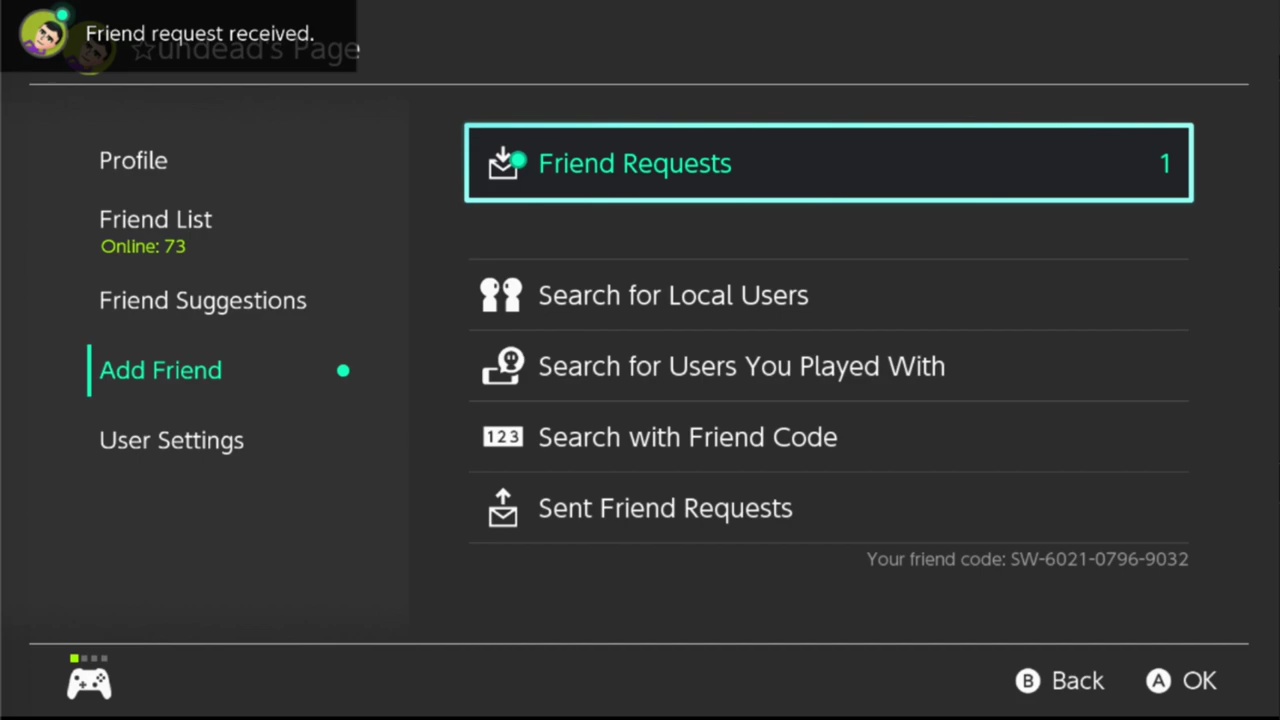 Friend request received.
☆undead's Page
Profile
Friend List
Online: 73
Friend Suggestions
Add Friend
User Settings
Friend Requests 1
Search for Local Users
Search for Users You Played With
123 Search with Friend Code
Sent Friend Requests
Your friend code: SW-6021-0796-9032
B Back A OK